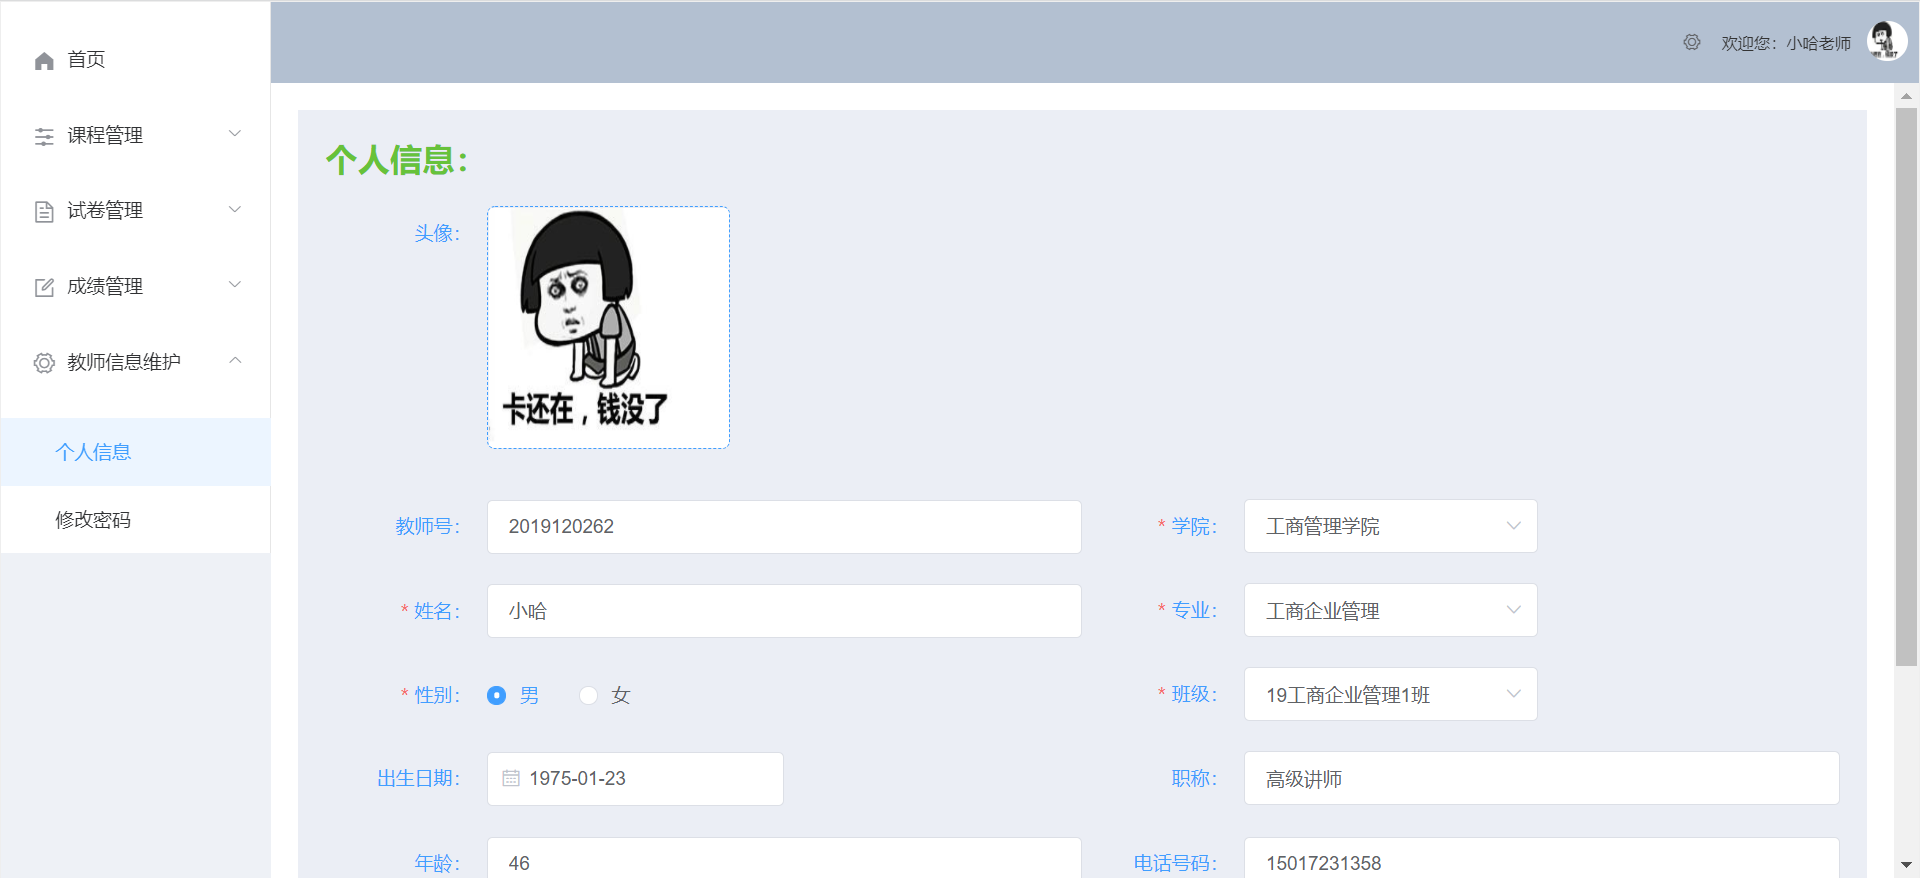 欢迎您：小哈老师
首页
课程管理
试卷管理
成绩管理
教师信息维护
个人信息
修改密码
个人信息：
头像：
卡还在，钱没了
教师号： 2019120262
* 学院： 工商管理学院
* 姓名： 小哈
* 专业： 工商企业管理
* 性别： 男 女
* 班级： 19工商企业管理1班
出生日期： 1975-01-23
职称： 高级讲师
年龄： 46
电话号码： 15017231358